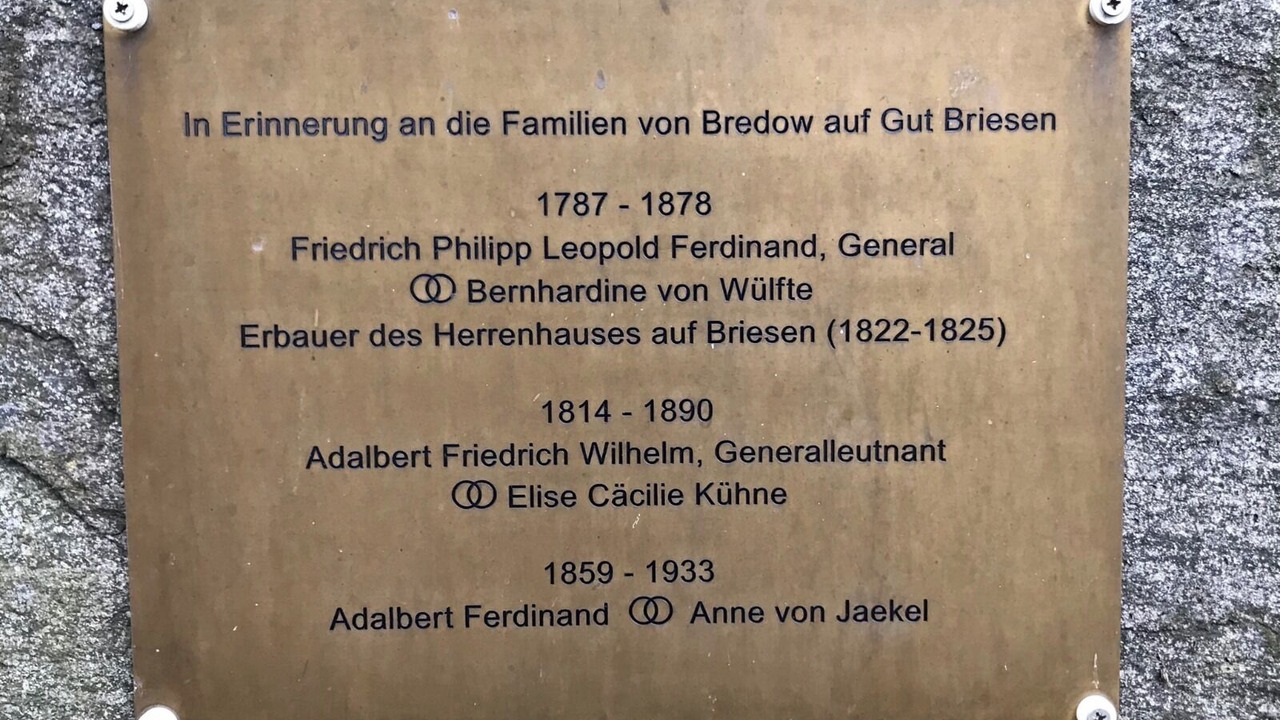 In Erinnerung an die Familien von Bredow auf Gut Briesen
1787 - 1878
Friedrich Philipp Leopold Ferdinand, General
⚭ Bernhardine von Wülfte
Erbauer des Herrenhauses auf Briesen (1822-1825)
1814 - 1890
Adalbert Friedrich Wilhelm, Generalleutnant
⚭ Elise Cäcilie Kühne
1859 - 1933
Adalbert Ferdinand ⚭ Anne von Jaekel